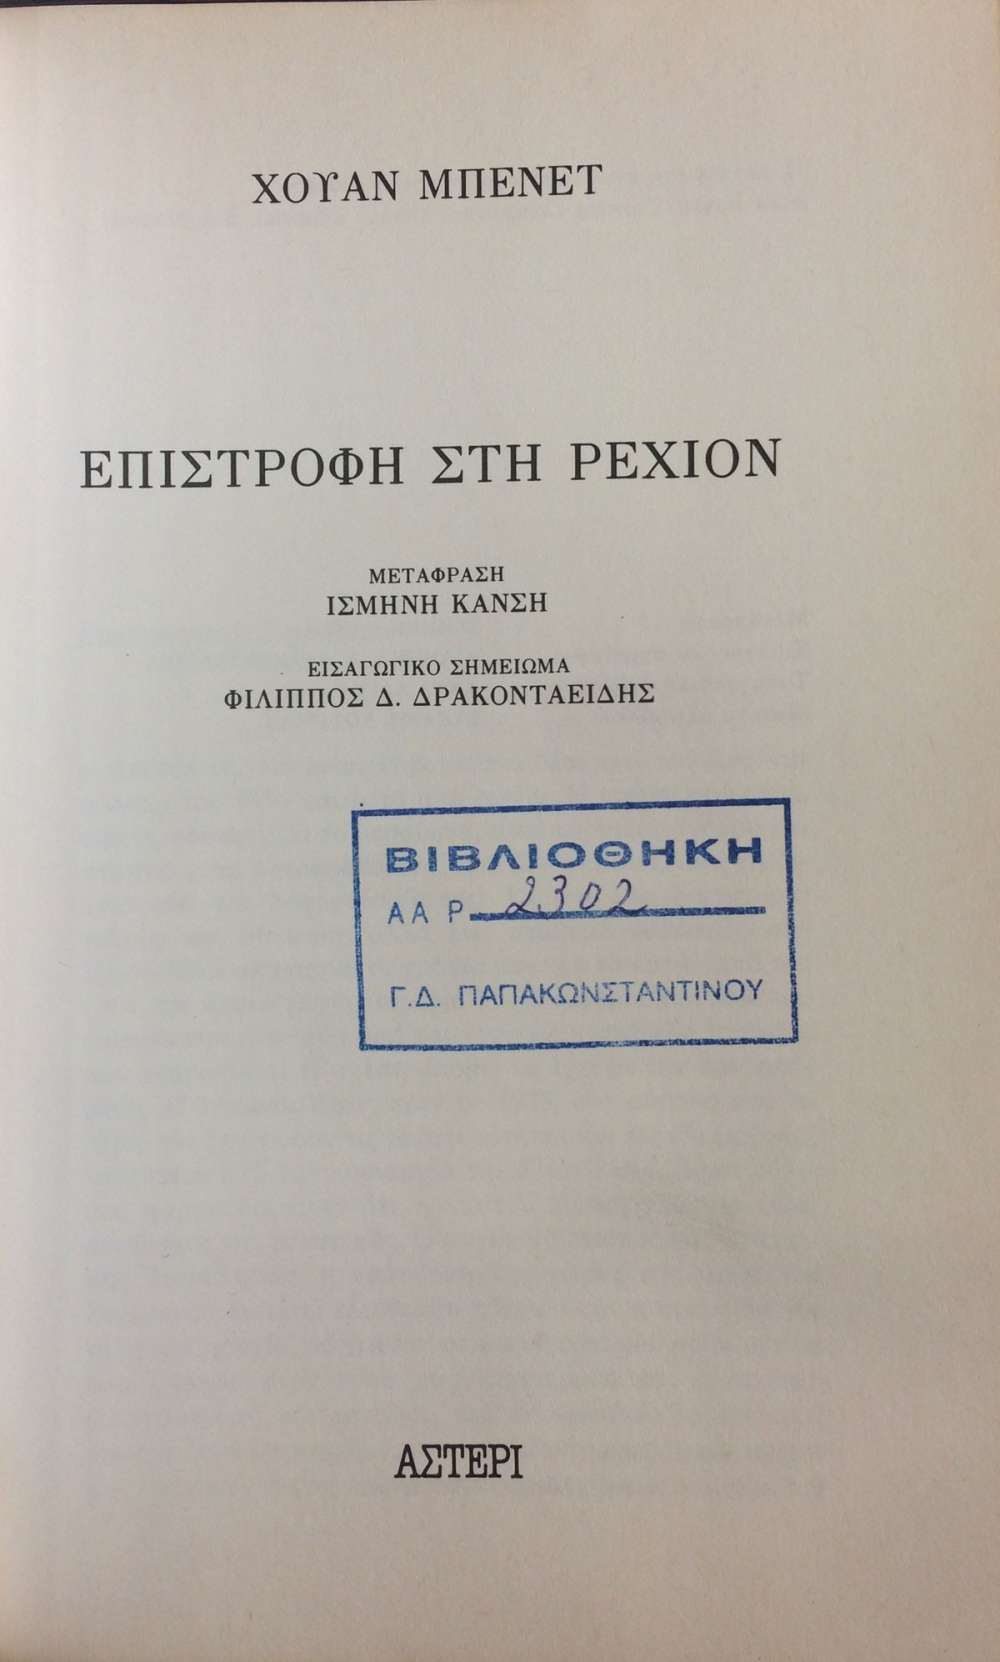 ΧΟΥΑΝ ΜΠΕΝΕΤ
ΕΠΙΣΤΡΟΦΗ ΣΤΗ ΡΕΧΙΟΝ
ΜΕΤΑΦΡΑΣΗ
ΙΣΜΗΝΗ ΚΑΝΣΗ
ΕΙΣΑΓΩΓΙΚΟ ΣΗΜΕΙΩΜΑ
ΦΙΛΙΠΠΟΣ Δ. ΔΡΑΚΟΝΤΑΕΙΔΗΣ
ΒΙΒΛΙΟΘΗΚΗ
ΑΑ Ρ 2302
Γ.Δ. ΠΑΠΑΚΩΝΣΤΑΝΤΙΝΟΥ
ΑΣΤΕΡΙ